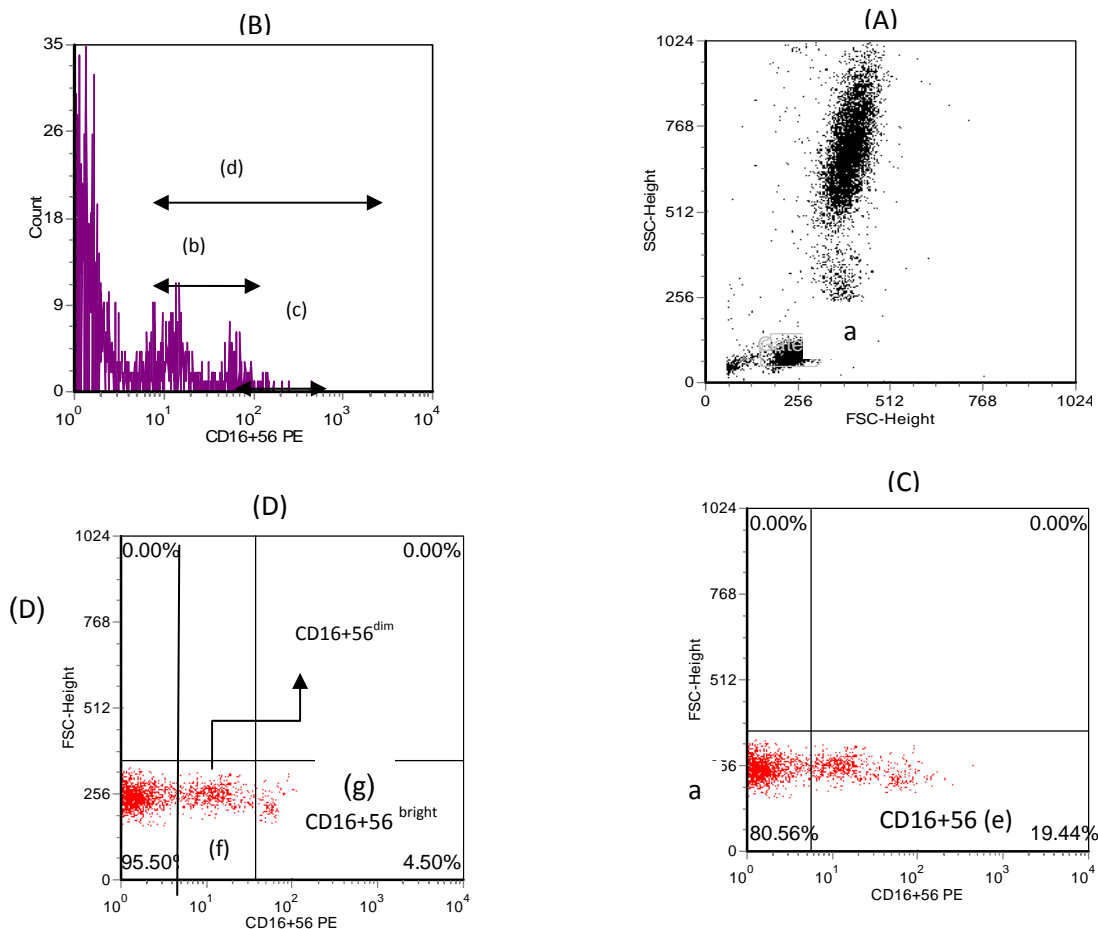 (B)
35
26
18
9
0
Count
(d)
(b)
(c)
10^0 10^1 10^2 10^3 10^4
CD16+56 PE
(A)
1024
768
512
256
0
SSC-Height
a
Gate
0 256 512 768 1024
FSC-Height
(D)
(D)
1024
768
512
256
0
FSC-Height
0.00% 0.00%
CD16+56^dim
(g)
CD16+56 ^bright
(f)
95.50% 4.50%
10^0 10^1 10^2 10^3 10^4
CD16+56 PE
(C)
1024
768
512
0
FSC-Height
0.00% 0.00%
a
CD16+56 (e)
80.56% 19.44%
10^0 10^1 10^2 10^3 10^4
CD16+56 PE